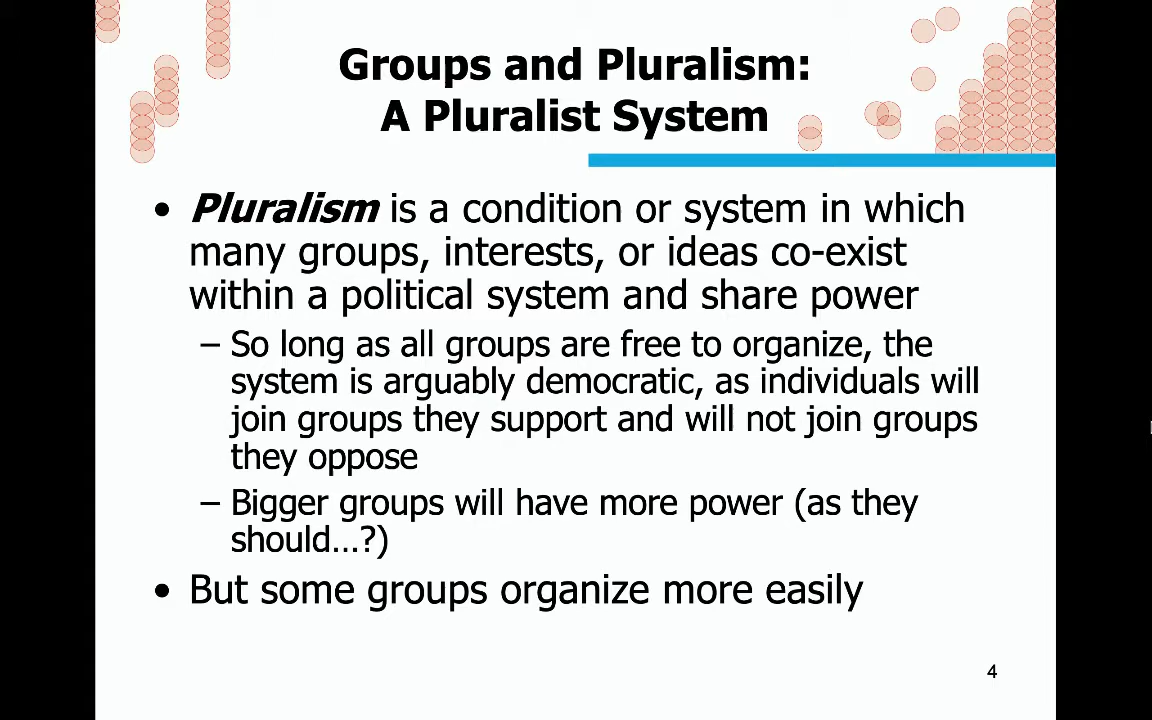 Groups and Pluralism:
A Pluralist System
• Pluralism is a condition or system in which
many groups, interests, or ideas co-exist
within a political system and share power
– So long as all groups are free to organize, the
system is arguably democratic, as individuals will
join groups they support and will not join groups
they oppose
– Bigger groups will have more power (as they
should...?)
• But some groups organize more easily
4